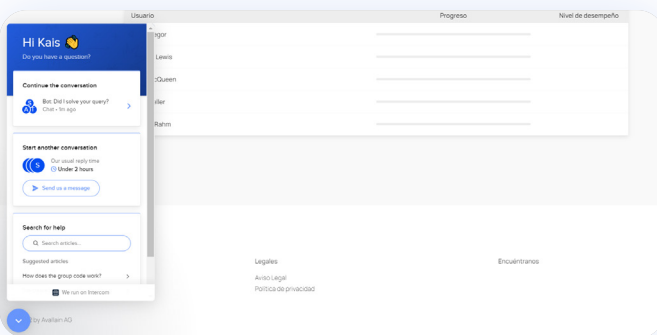 Usuario Progreso Nivel de desempeño
Hi Kais 👋
Do you have a question?
Lewis
Rahm
Continue the conversation
Bot: Did I solve your query?
Chat • 1m ago
Start another conversation
S
Our usual reply time
Under 2 hours
Send us a message
Search for help
Search articles...
Suggested articles
How does the group code work?
We run on Intercom
Legales
Aviso Legal
Política de privacidad
Encuéntranos
by Avallain AG